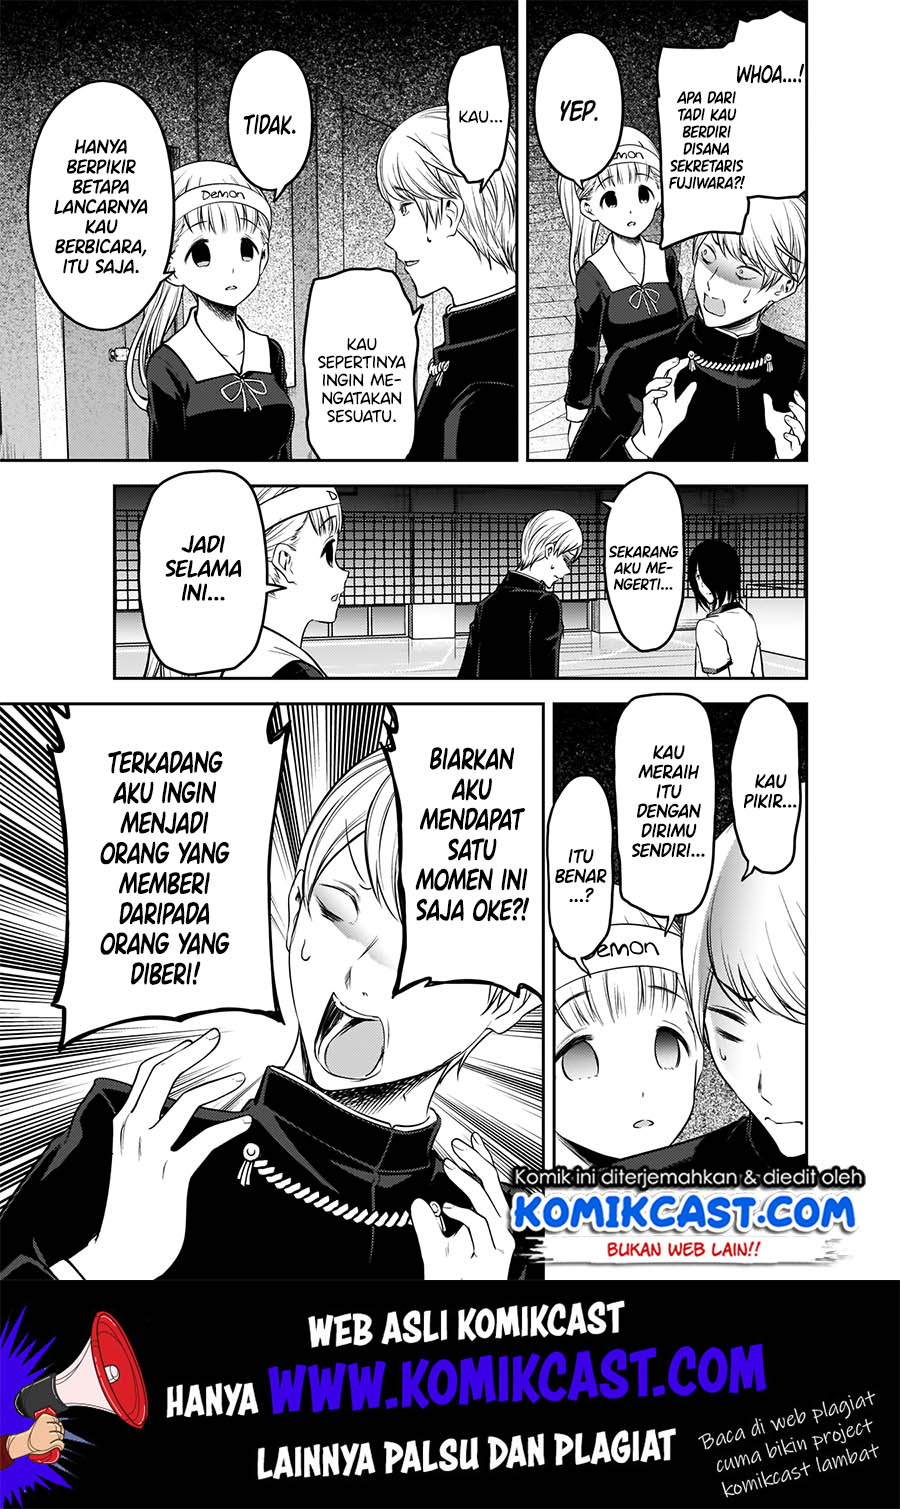 WHOA...!
APA DARI
TADI KAU
BERDIRI
DISANA
SEKRETARIS
FUJIWARA?!
YEP.
Demon
KAU...
KAU
SEPERTINYA
INGIN ME-
NGATAKAN
SESUATU.
TIDAK.
HANYA
BERPIKIR
BETAPA
LANCARNYA
KAU
BERBICARA,
ITU SAJA.
Demon
SEKARANG
AKU ME-
NGERTI...
JADI
SELAMA
INI...
D
KAU
PIKIR...
KAU
MERAIH
ITU
DENGAN
DIRIMU
SENDIRI...
ITU
BENAR
...?
Demon
BIARKAN
AKU
MENDAPAT
SATU
MOMEN INI
SAJA OKE?!
TERKADANG
AKU INGIN
MENJADI
ORANG YANG
MEMBERI
DARIPADA
ORANG YANG
DIBERI!
Komik ini diterjemahkan & diedit oleh
KOMIKCAST.COM
BUKAN WEB LAIN!!
WEB ASLI KOMIKCAST
HANYA WWW.KOMIKCAST.COM
LAINNYA PALSU DAN PLAGIAT
Baca di web plagiat
cuma bikin project
komikcast lambat